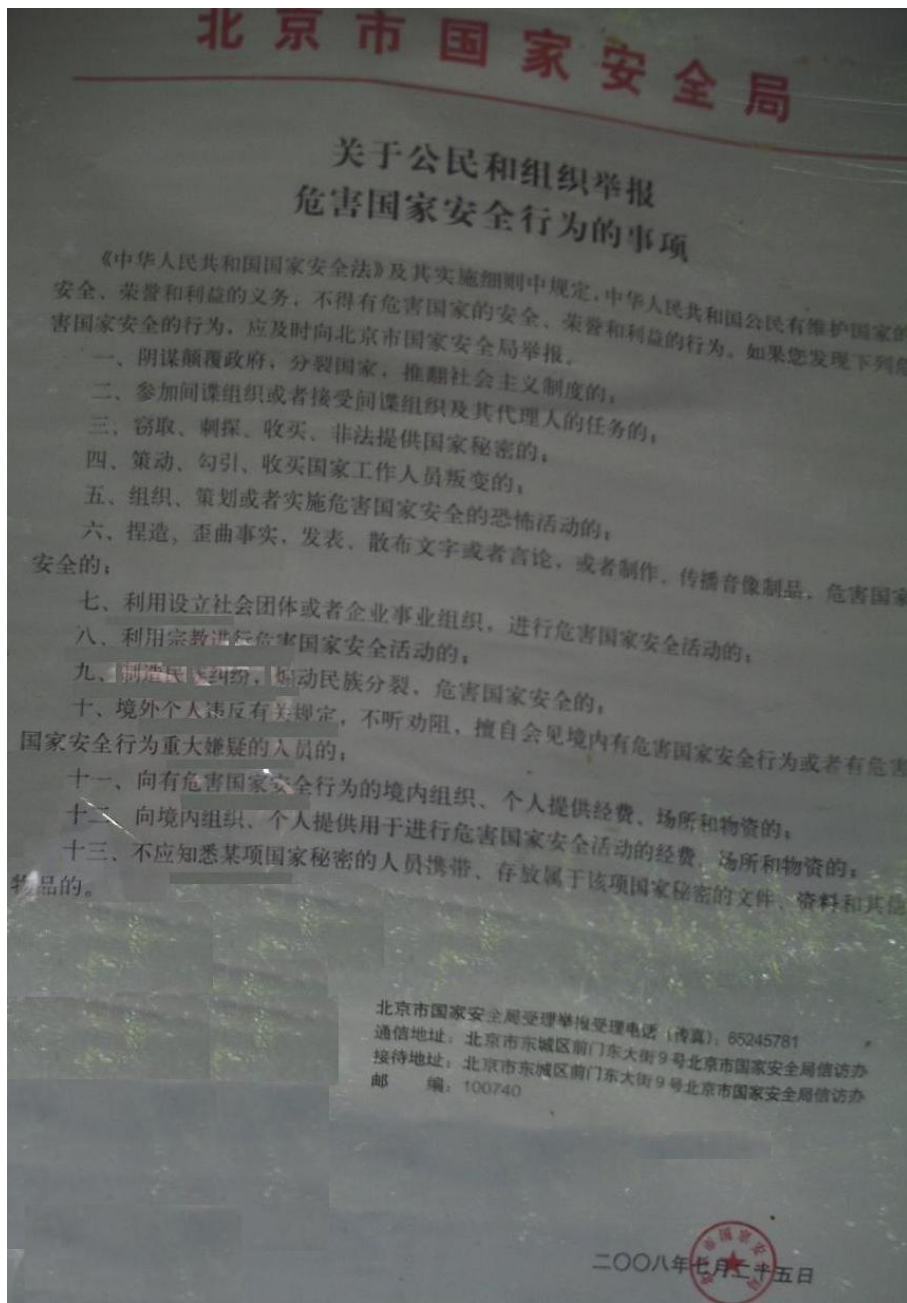 北京市国家安全局
关于公民和组织举报
危害国家安全行为的事项
《中华人民共和国国家安全法》及其实施细则中规定，中华人民共和国公民有维护国家的
安全、荣誉和利益的义务，不得有危害国家的安全、荣誉和利益的行为。如果您发现下列危
害国家安全的行为，应及时向北京市国家安全局举报。
一、阴谋颠覆政府，分裂国家，推翻社会主义制度的；
二、参加间谍组织或者接受间谍组织及其代理人的任务的；
三、窃取、刺探、收买、非法提供国家秘密的；
四、策动、勾引、收买国家工作人员叛变的；
五、组织、策划或者实施危害国家安全的恐怖活动的；
六、捏造、歪曲事实，发表、散布文字或者言论，或者制作、传播音像制品，危害国家
安全的；
七、利用设立社会团体或者企业事业组织，进行危害国家安全活动的；
八、利用宗教进行危害国家安全活动的；
九、制造民族纠纷，煽动民族分裂，危害国家安全的；
十、境外个人违反有关规定，不听劝阻，擅自会见境内有危害国家安全行为或者有危害
国家安全行为重大嫌疑的人员的；
十一、向有危害国家安全行为的境内组织、个人提供经费、场所和物资的；
十二、向境内组织、个人提供用于进行危害国家安全活动的经费、场所和物资的；
十三、不应知悉某项国家秘密的人员携带、存放属于该项国家秘密的文件、资料和其他
物品的。
北京市国家安全局受理举报受理电话（传真）：65245781
通信地址：北京市东城区前门东大街9号北京市国家安全局信访办
接待地址：北京市东城区前门东大街9号北京市国家安全局信访办
邮 编：100740
二〇〇八年七月二十五日